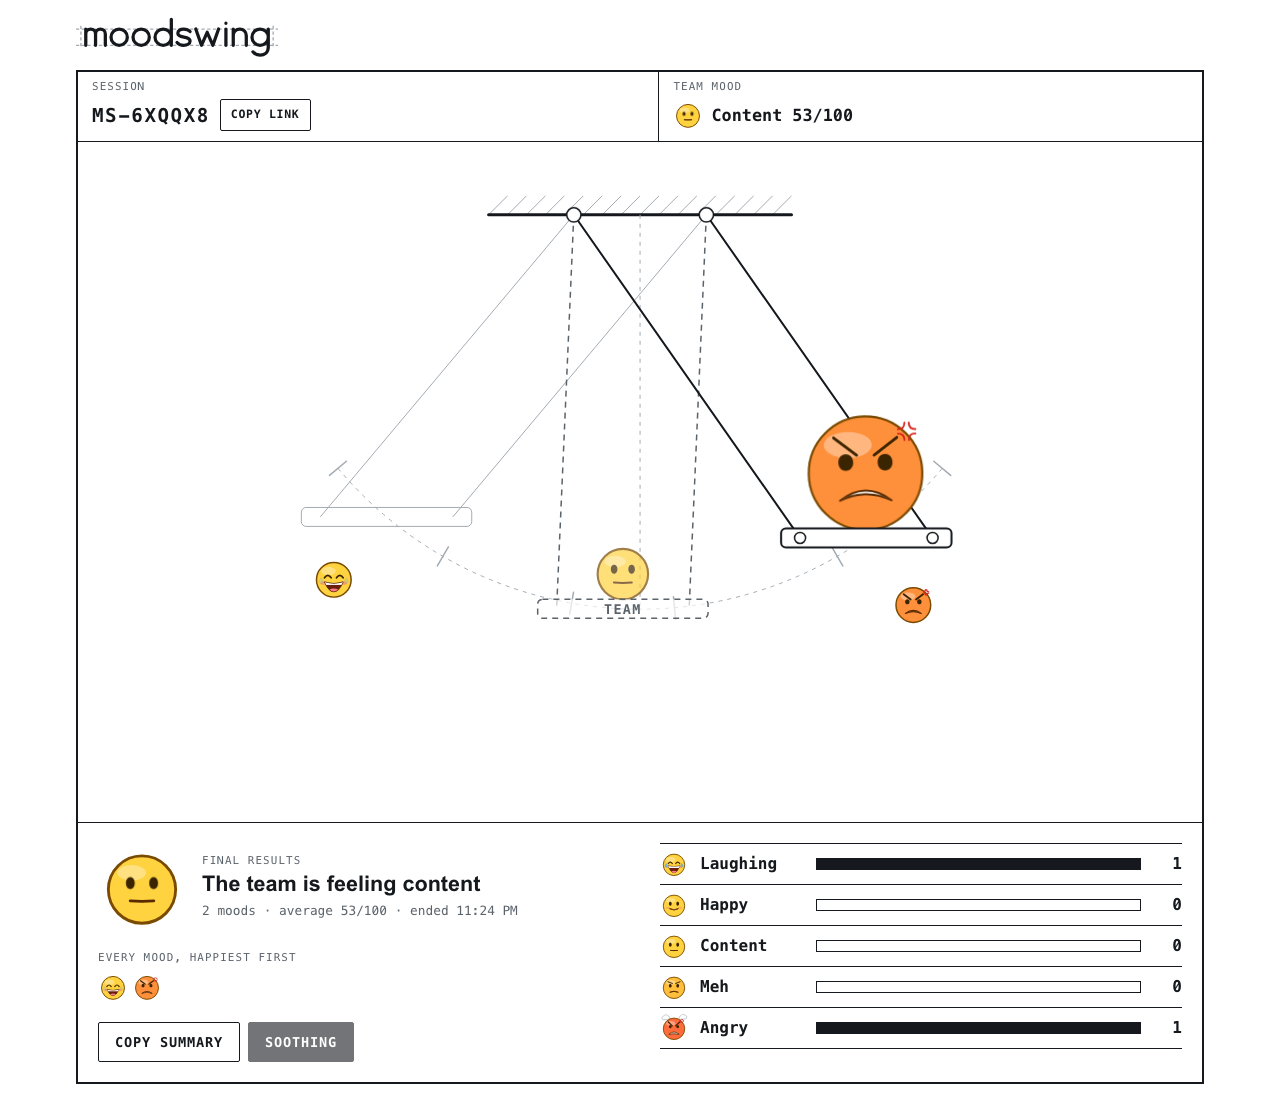 moodswing
SESSION
MS-6XQQX8
COPY LINK
TEAM MOOD
Content 53/100
TEAM
FINAL RESULTS
The team is feeling content
2 moods · average 53/100 · ended 11:24 PM
EVERY MOOD, HAPPIEST FIRST
COPY SUMMARY
SOOTHING
Laughing 1
Happy 0
Content 0
Meh 0
Angry 1